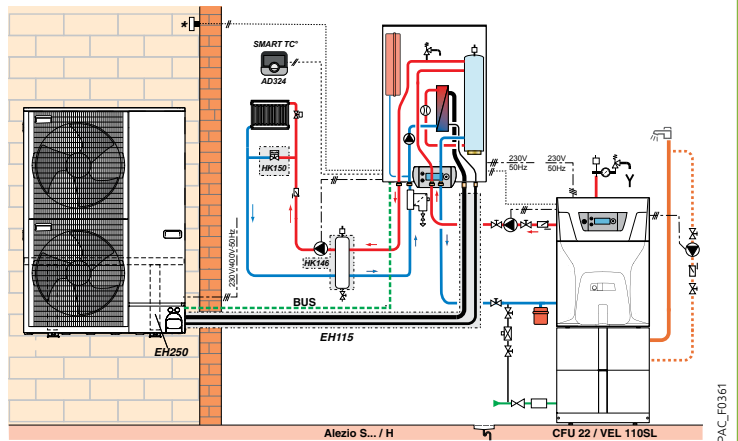 *
SMART TC°
AD324
HK150
HK146
230V/400V-50Hz
BUS
EH115
EH250
230V
50Hz
230V
50Hz
Y
Alezio S... / H
CFU 22 / VEL 110SL
PAC_F0361